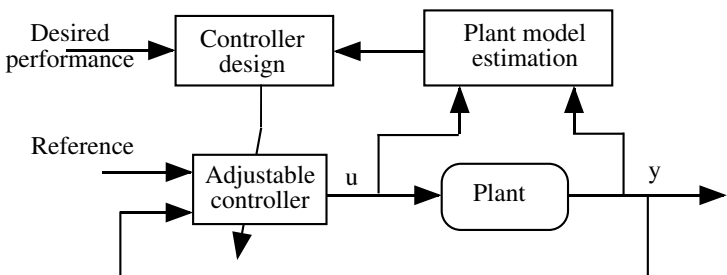 Desired
performance
Controller
design
Plant model
estimation
Reference
Adjustable
controller
u
Plant
y